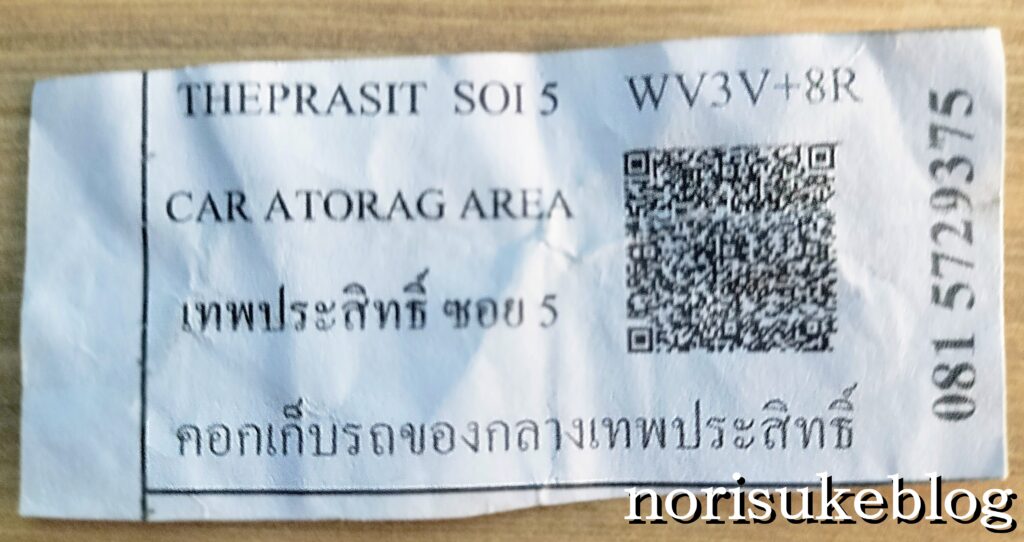 THEPRASIT SOI 5
WV3V+8R
CAR ATORAG AREA
เทพประสิทธิ์ ซอย 5
คอกเก็บรถของกลางเทพประสิทธิ์
081 5729375
norisukeblog